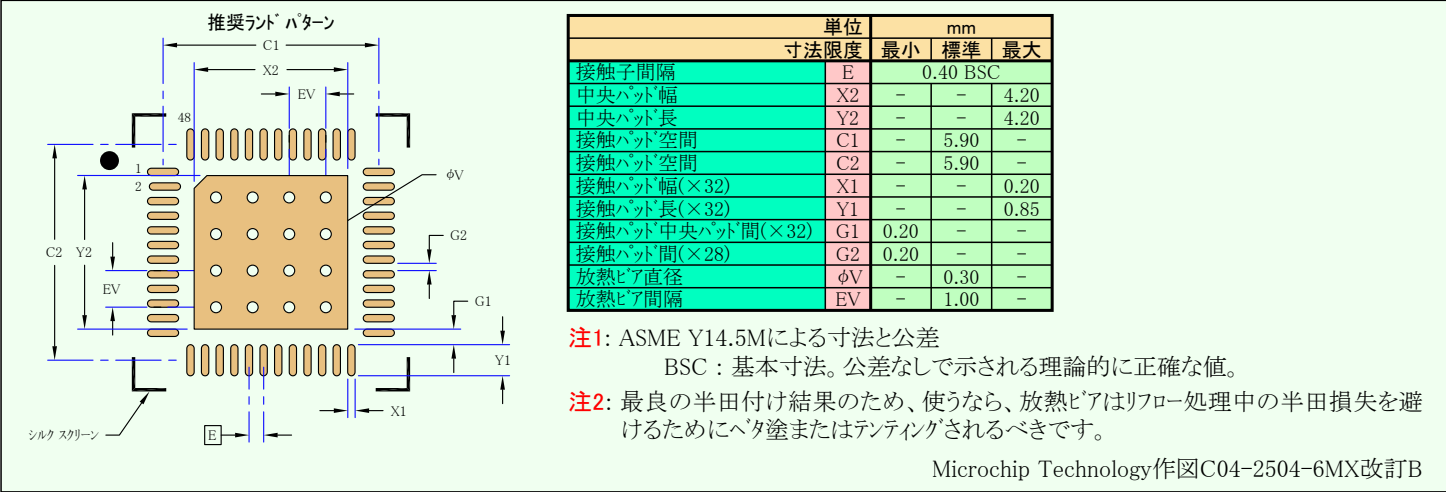 推奨ランド パターン
C1
X2
EV
48
1
2
φV
G2
C2
Y2
EV
G1
Y1
X1
シルク スクリーン
E
単位 mm
寸法限度 最小 標準 最大
接触子間隔 E 0.40 BSC
中央パッド幅 X2 - - 4.20
中央パッド長 Y2 - - 4.20
接触パッド空間 C1 - 5.90 -
接触パッド空間 C2 - 5.90 -
接触パッド幅(×32) X1 - - 0.20
接触パッド長(×32) Y1 - - 0.85
接触パッド中央パッド間(×32) G1 0.20 - -
接触パッド間(×28) G2 0.20 - -
放熱ビア直径 φV - 0.30 -
放熱ビア間隔 EV - 1.00 -
注1: ASME Y14.5Mによる寸法と公差
BSC : 基本寸法。公差なしで示される理論的に正確な値。
注2: 最良の半田付け結果のため、使うなら、放熱ビアはリフロー処理中の半田損失を避
けるためにベタ塗またはテンティングされるべきです。
Microchip Technology作図C04-2504-6MX改訂B